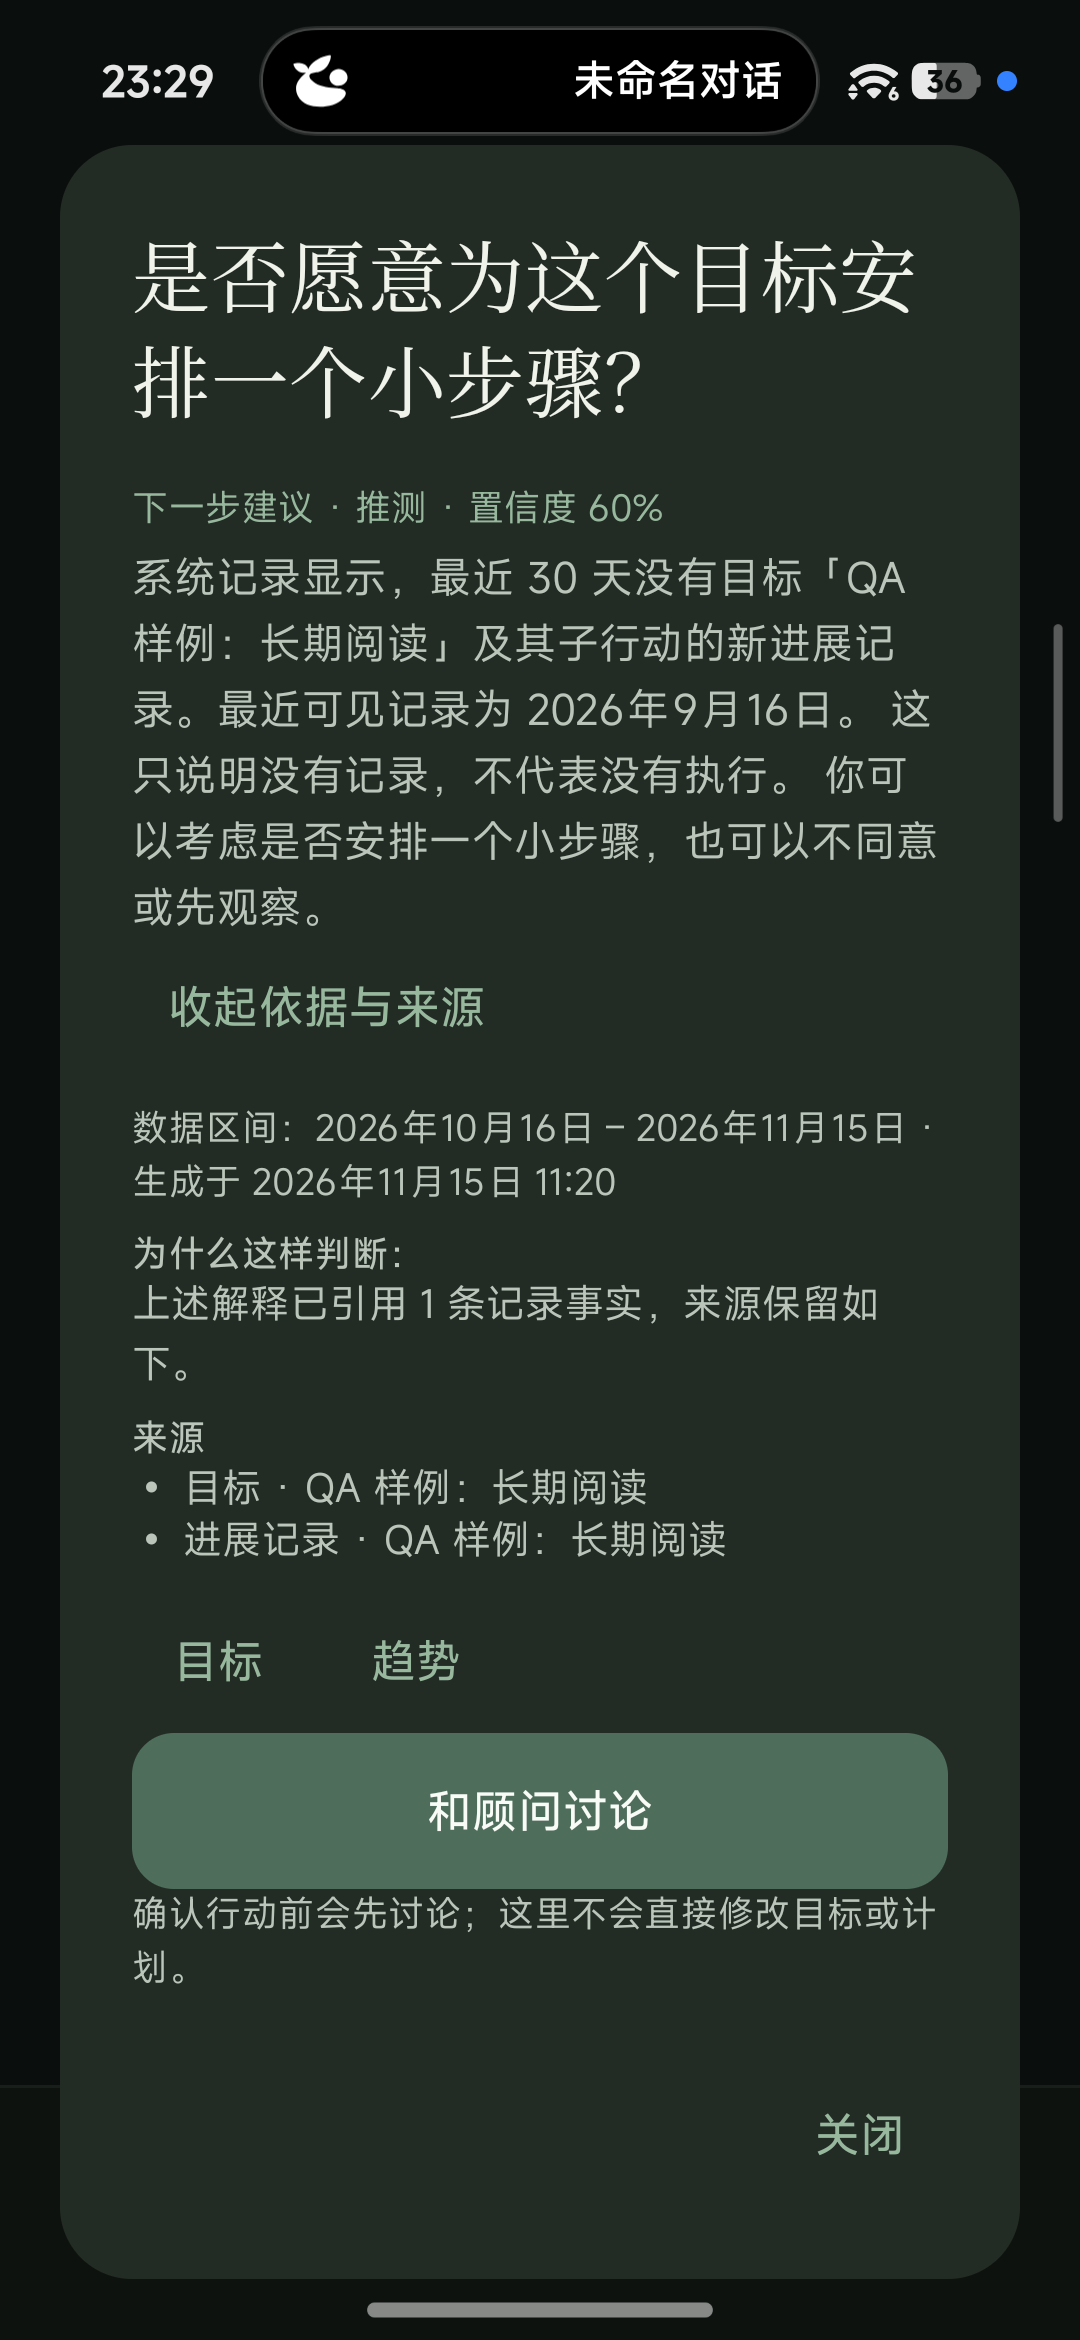 23:29
未命名对话
6
36
是否愿意为这个目标安
排一个小步骤？
下一步建议 · 推测 · 置信度 60%
系统记录显示，最近 30 天没有目标「QA
样例：长期阅读」及其子行动的新进展记
录。最近可见记录为 2026年9月16日。 这
只说明没有记录，不代表没有执行。 你可
以考虑是否安排一个小步骤，也可以不同意
或先观察。
收起依据与来源
数据区间：2026年10月16日 – 2026年11月15日 ·
生成于 2026年11月15日 11:20
为什么这样判断：
上述解释已引用 1 条记录事实，来源保留如
下。
来源
• 目标 · QA 样例：长期阅读
• 进展记录 · QA 样例：长期阅读
目标 趋势
和顾问讨论
确认行动前会先讨论；这里不会直接修改目标或计
划。
关闭